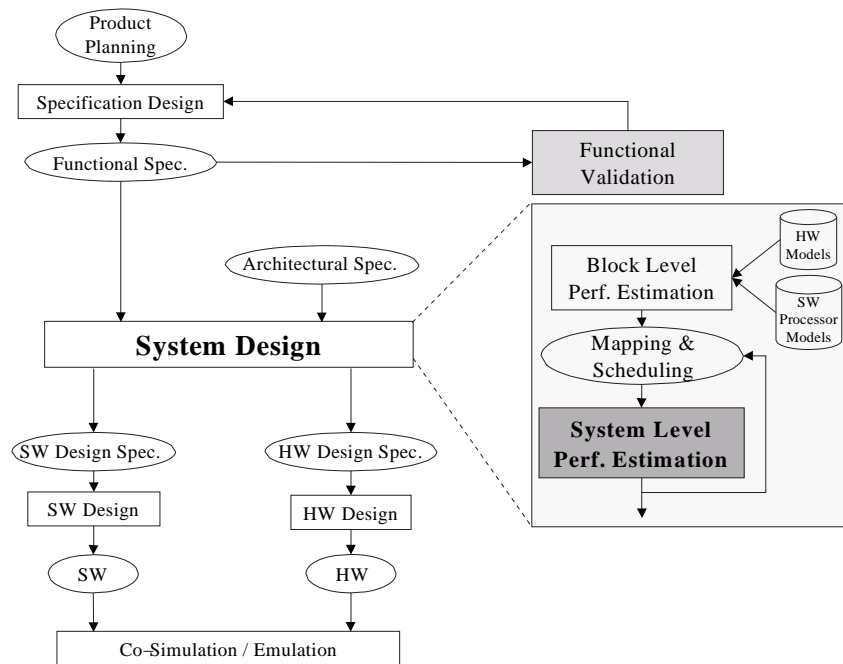 Product
Planning
Specification Design
Functional Spec.
Functional
Validation
Architectural Spec.
System Design
SW Design Spec.
HW Design Spec.
SW Design
HW Design
SW
HW
Co-Simulation / Emulation
Block Level
Perf. Estimation
HW
Models
SW
Processor
Models
Mapping &
Scheduling
System Level
Perf. Estimation